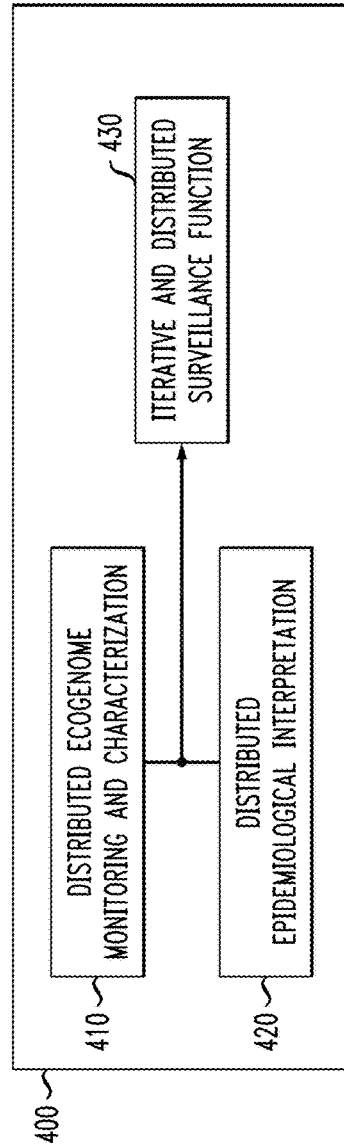 400
410
DISTRIBUTED ECOGENOME
MONITORING AND CHARACTERIZATION
420
DISTRIBUTED
EPIDEMIOLOGICAL INTERPRETATION
430
ITERATIVE AND DISTRIBUTED
SURVEILLANCE FUNCTION